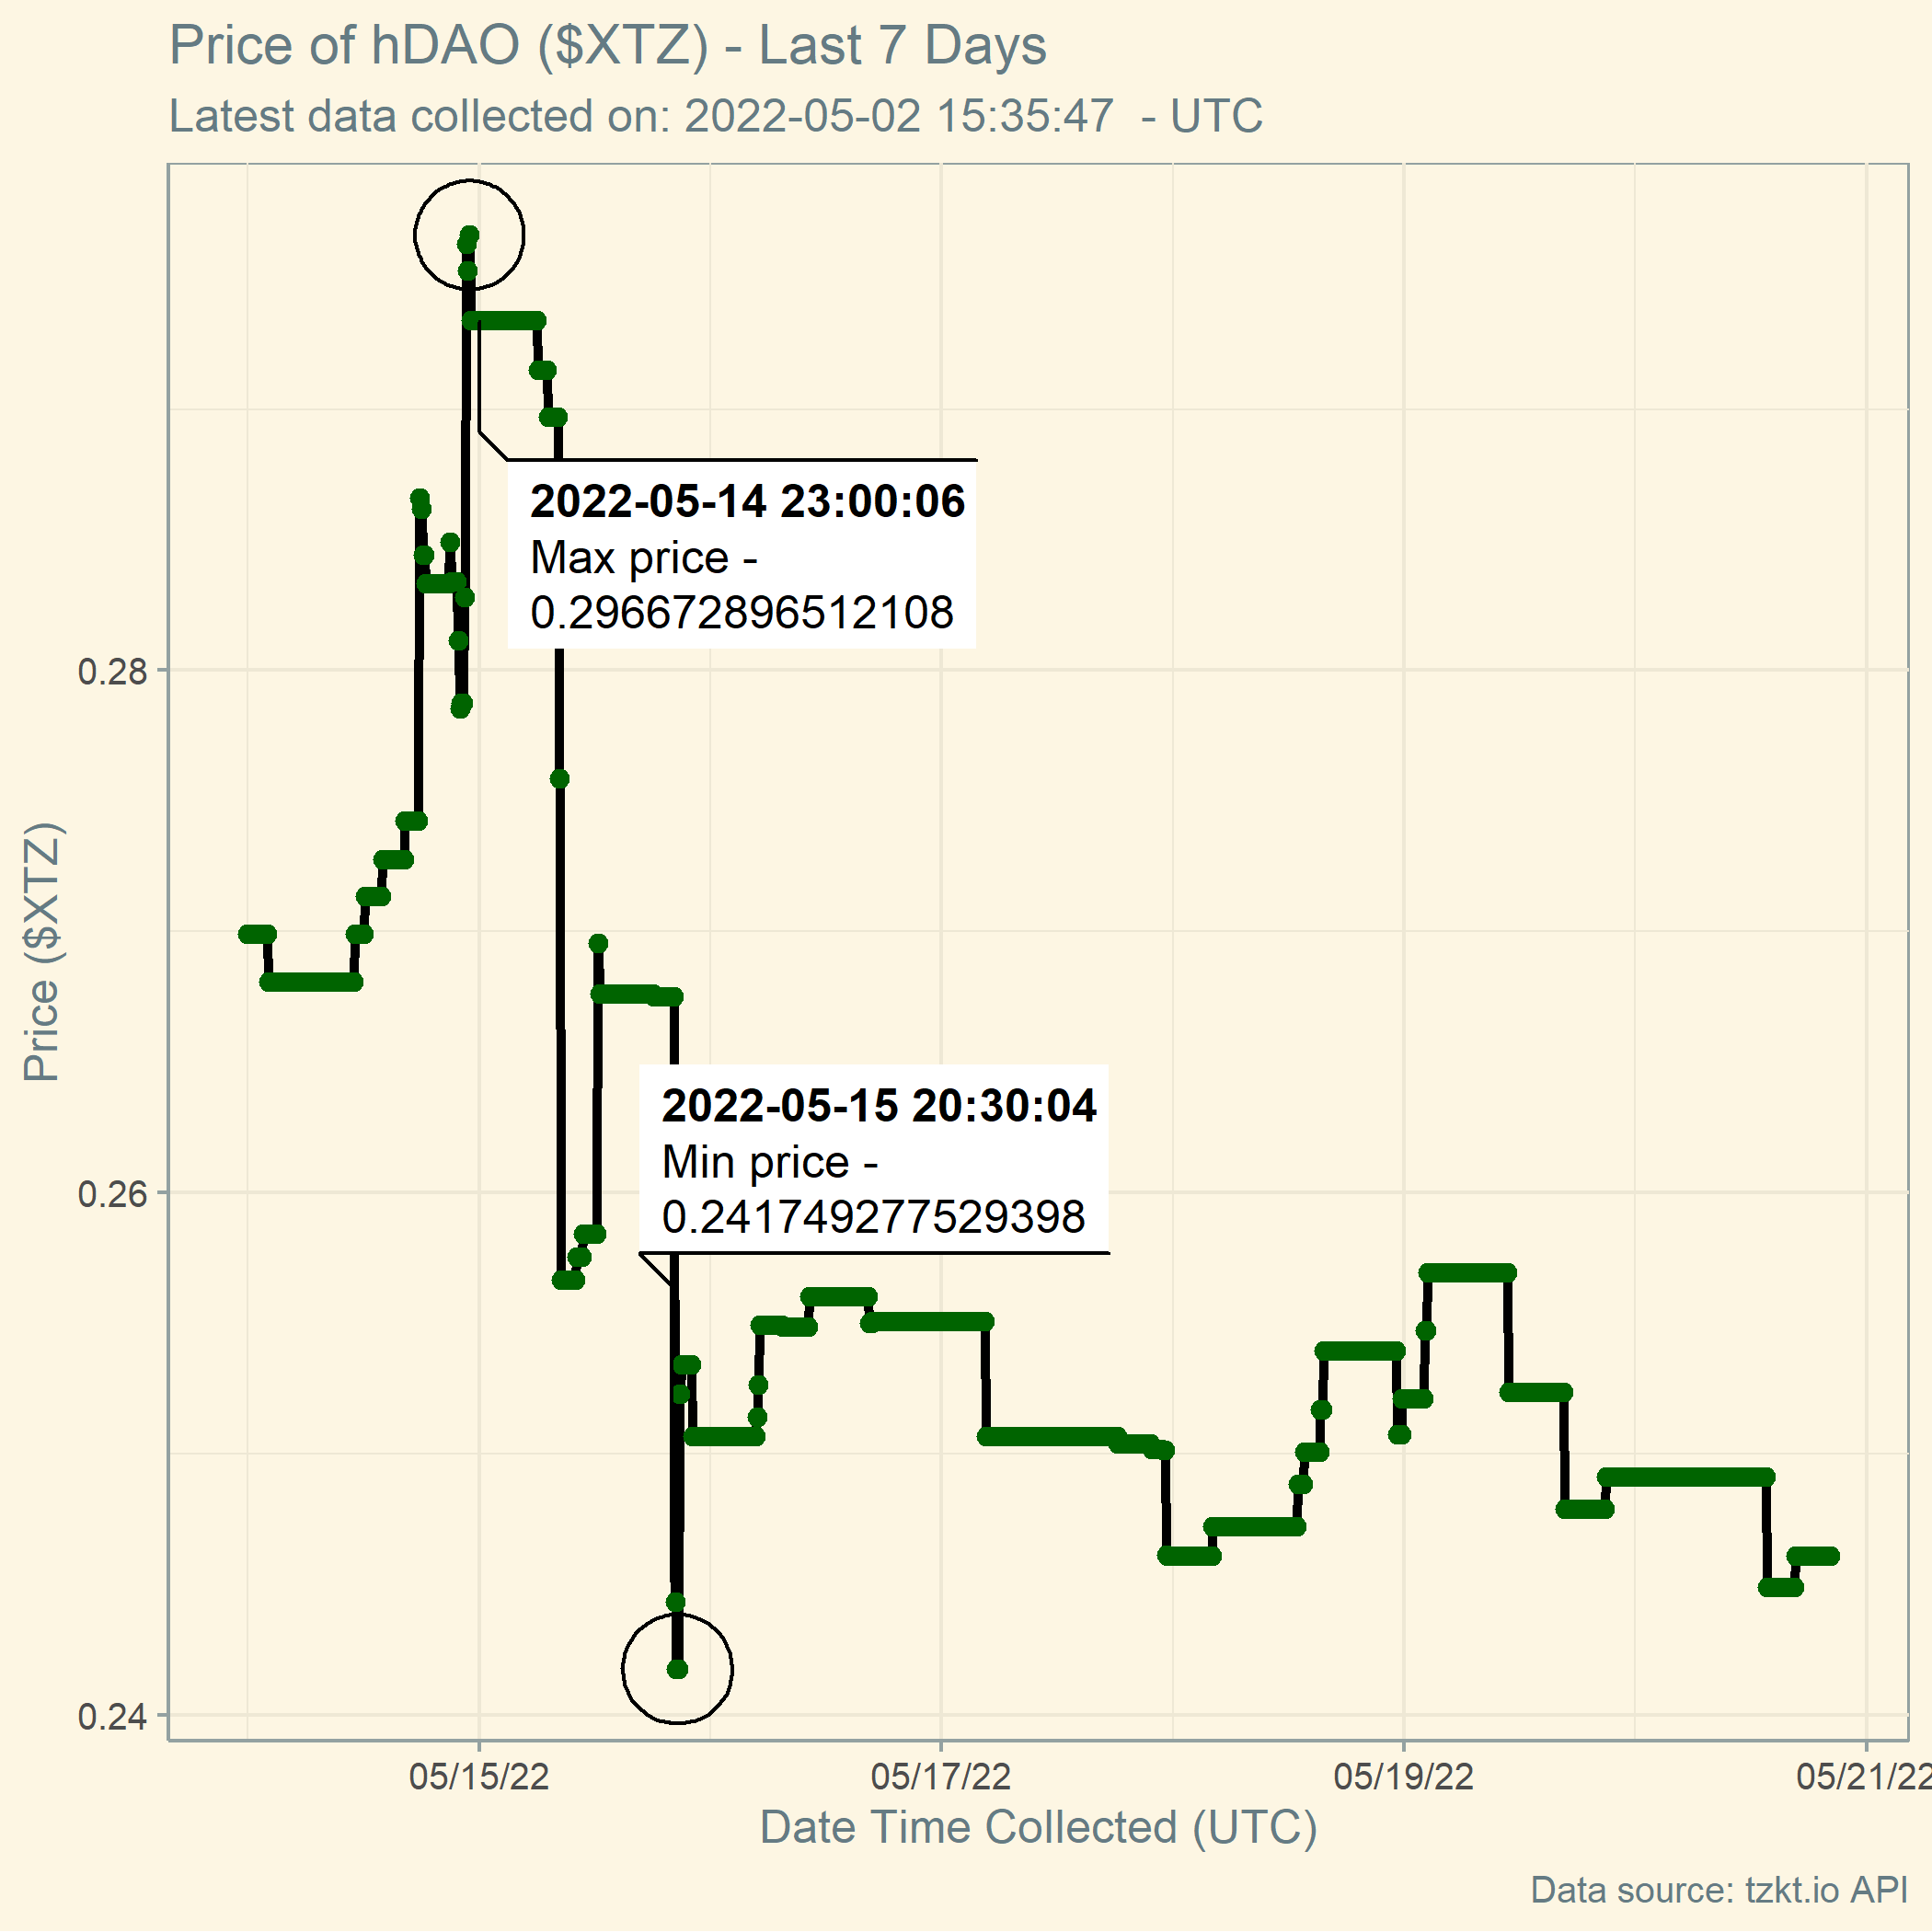 Price of hDAO ($XTZ) - Last 7 Days
Latest data collected on: 2022-05-02 15:35:47  - UTC
2022-05-14 23:00:06
Max price -
0.296672896512108
0.28
Price ($XTZ)
2022-05-15 20:30:04
Min price -
0.241749277529398
0.26
0.24
05/15/22
05/17/22
05/19/22
05/21/22
Date Time Collected (UTC)
Data source: tzkt.io API